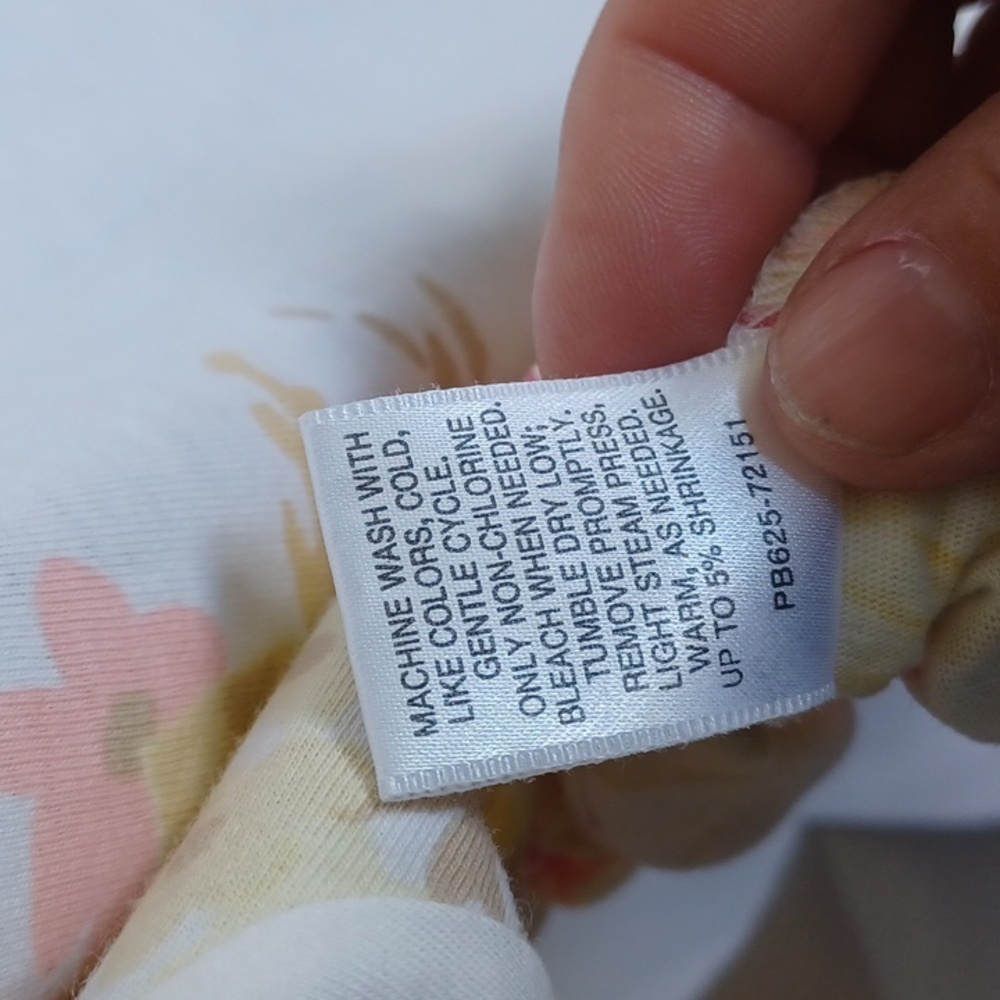 MACHINE WASH WITH
LIKE COLORS, COLD,
GENTLE CYCLE.
ONLY NON-CHLORINE
BLEACH WHEN NEEDED.
TUMBLE DRY LOW;
REMOVE PROMPTLY.
LIGHT STEAM PRESS,
WARM, AS NEEDED.
UP TO 5% SHRINKAGE.
PB625-72151